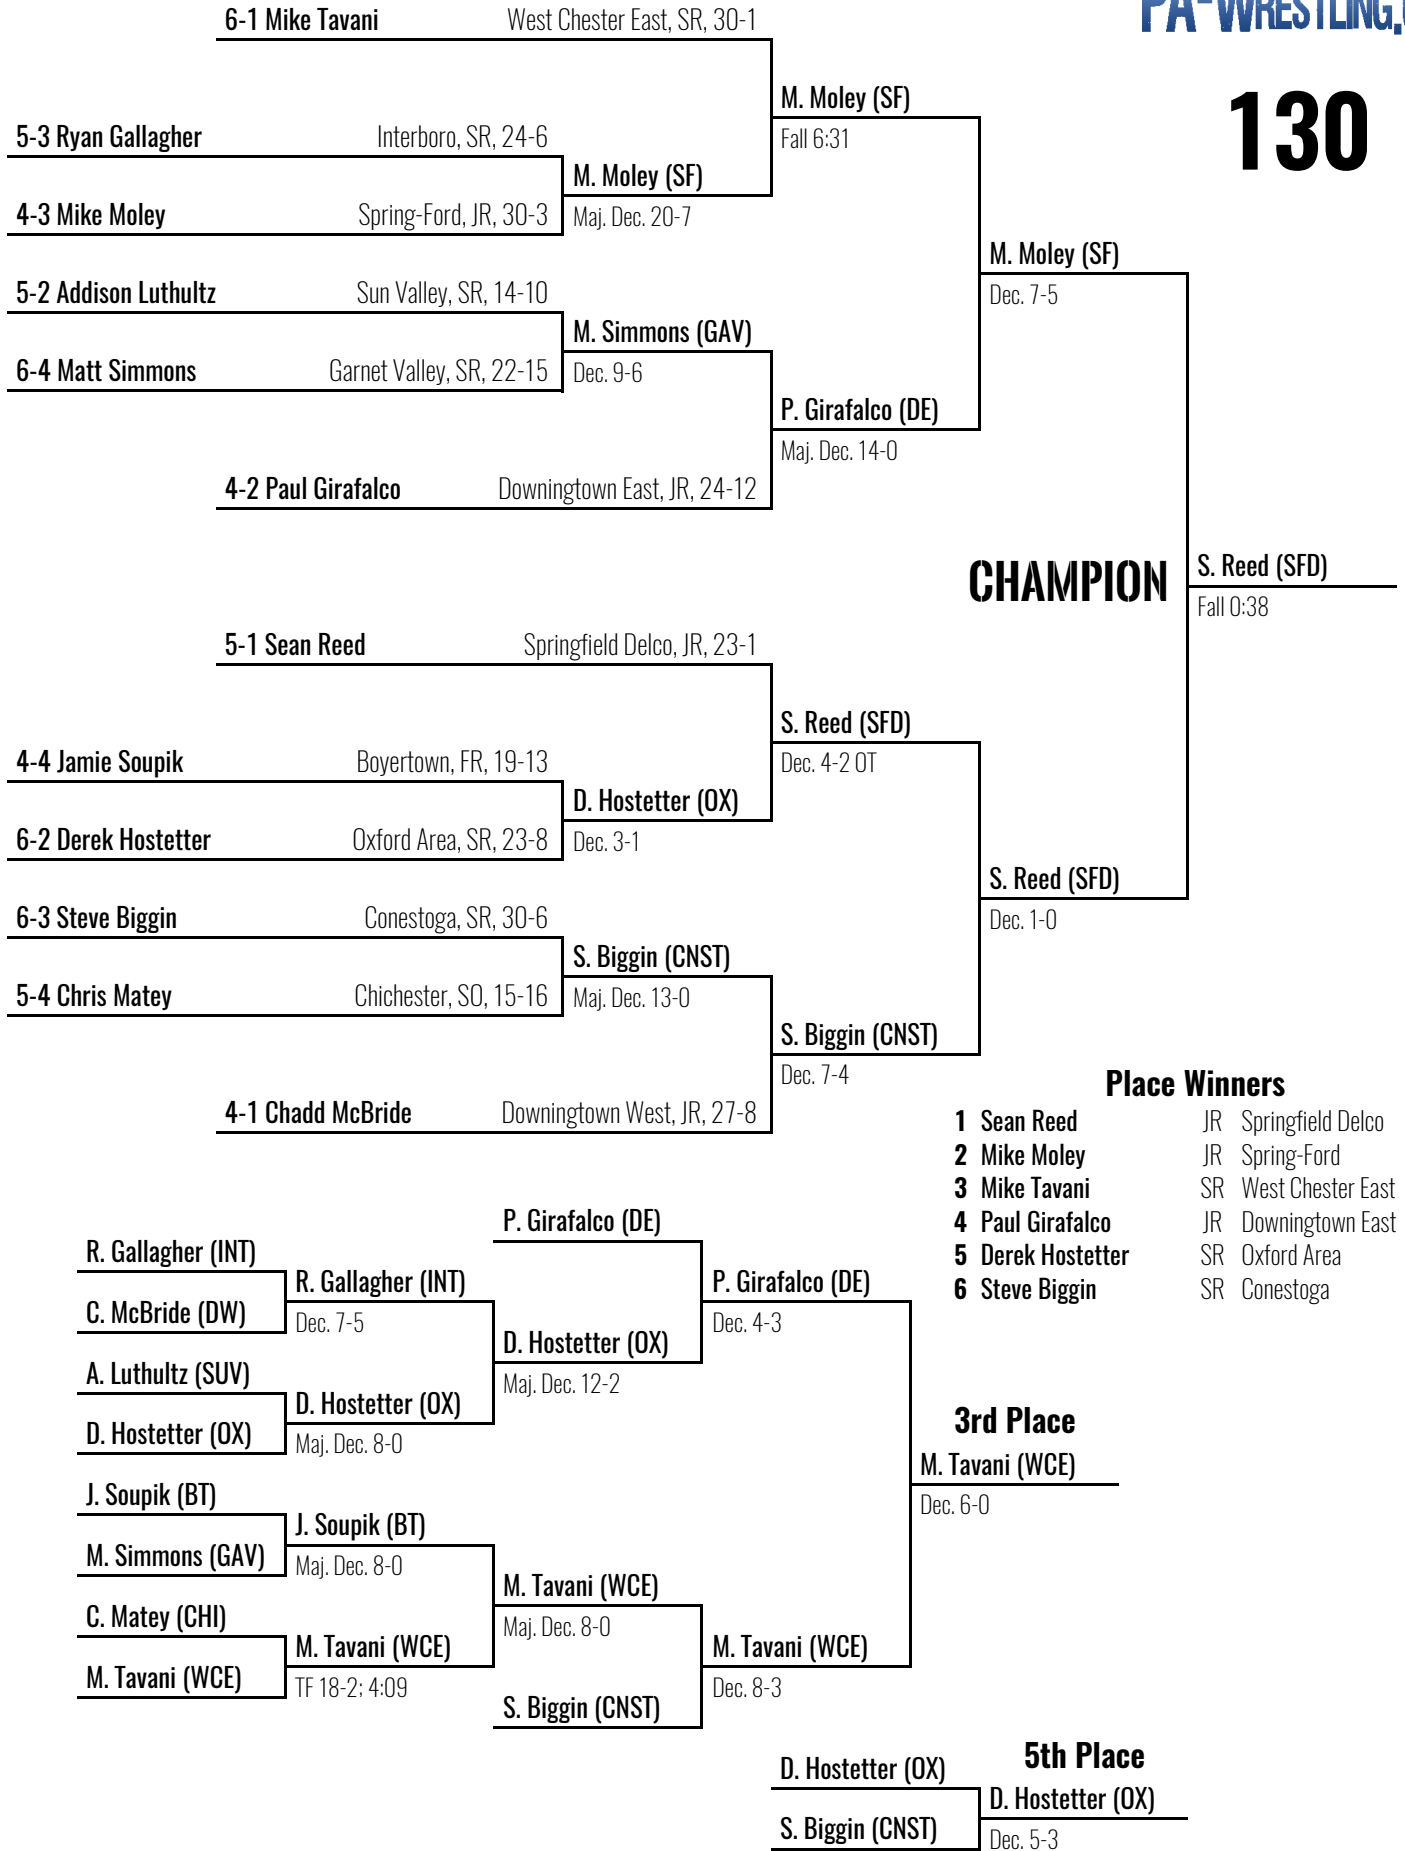 6-1 Mike Tavani West Chester East, SR, 30-1
PA-WRESTLING.
130
M. Moley (SF)
Fall 6:31
5-3 Ryan Gallagher Interboro, SR, 24-6
M. Moley (SF)
Maj. Dec. 20-7
4-3 Mike Moley Spring-Ford, JR, 30-3
M. Moley (SF)
Dec. 7-5
5-2 Addison Luthultz Sun Valley, SR, 14-10
M. Simmons (GAV)
Dec. 9-6
6-4 Matt Simmons Garnet Valley, SR, 22-15
P. Girafalco (DE)
Maj. Dec. 14-0
4-2 Paul Girafalco Downingtown East, JR, 24-12
CHAMPION
S. Reed (SFD)
Fall 0:38
5-1 Sean Reed Springfield Delco, JR, 23-1
S. Reed (SFD)
Dec. 4-2 OT
4-4 Jamie Soupik Boyertown, FR, 19-13
D. Hostetter (OX)
Dec. 3-1
6-2 Derek Hostetter Oxford Area, SR, 23-8
S. Reed (SFD)
Dec. 1-0
6-3 Steve Biggin Conestoga, SR, 30-6
S. Biggin (CNST)
Maj. Dec. 13-0
5-4 Chris Matey Chichester, SO, 15-16
S. Biggin (CNST)
Dec. 7-4
4-1 Chadd McBride Downingtown West, JR, 27-8
Place Winners
1 Sean Reed JR Springfield Delco
2 Mike Moley JR Spring-Ford
3 Mike Tavani SR West Chester East
4 Paul Girafalco JR Downingtown East
5 Derek Hostetter SR Oxford Area
6 Steve Biggin SR Conestoga
P. Girafalco (DE)
R. Gallagher (INT)
R. Gallagher (INT)
Dec. 7-5
C. McBride (DW)
P. Girafalco (DE)
Dec. 4-3
D. Hostetter (OX)
Maj. Dec. 12-2
A. Luthultz (SUV)
D. Hostetter (OX)
Maj. Dec. 8-0
D. Hostetter (OX)
3rd Place
M. Tavani (WCE)
Dec. 6-0
J. Soupik (BT)
J. Soupik (BT)
Maj. Dec. 8-0
M. Simmons (GAV)
M. Tavani (WCE)
Maj. Dec. 8-0
C. Matey (CHI)
M. Tavani (WCE)
TF 18-2; 4:09
M. Tavani (WCE)
M. Tavani (WCE)
Dec. 8-3
S. Biggin (CNST)
5th Place
D. Hostetter (OX)
D. Hostetter (OX)
Dec. 5-3
S. Biggin (CNST)